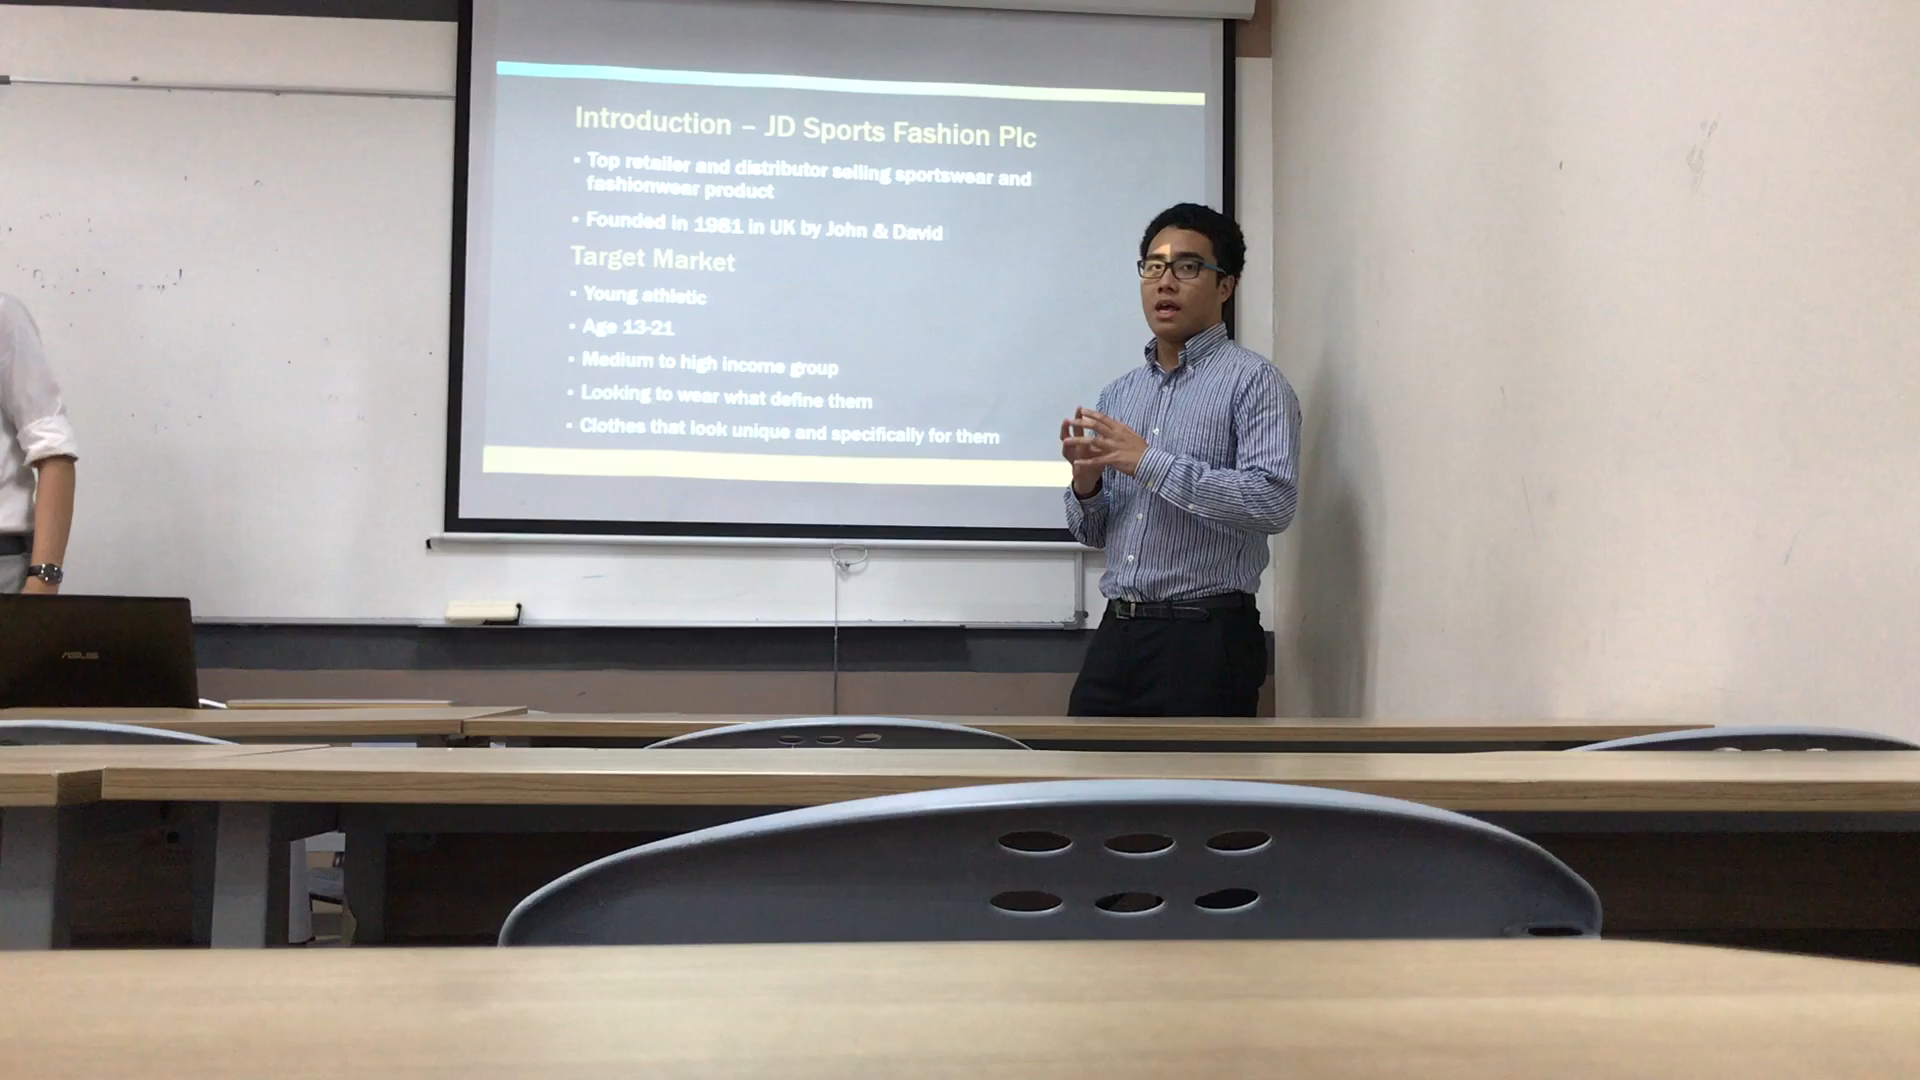 Introduction – JD Sports Fashion Plc
▪ Top retailer and distributor selling sportswear and
fashionwear product
▪ Founded in 1981 in UK by John & David
Target Market
▪ Young athletic
▪ Age 13-21
▪ Medium to high income group
▪ Looking to wear what define them
▪ Clothes that look unique and specifically for them
ASUS